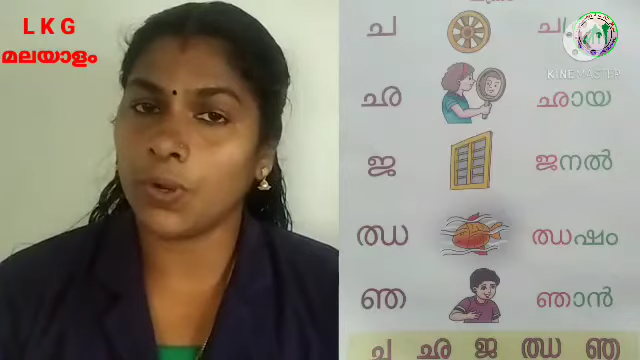 L K G
മലയാളം
KINEMASTER
ച
ഛ ഛായ
ജ ജനൽ
ഝ ഝഷം
ഞ ഞാൻ
ച ഛ ജ ഝ ഞ